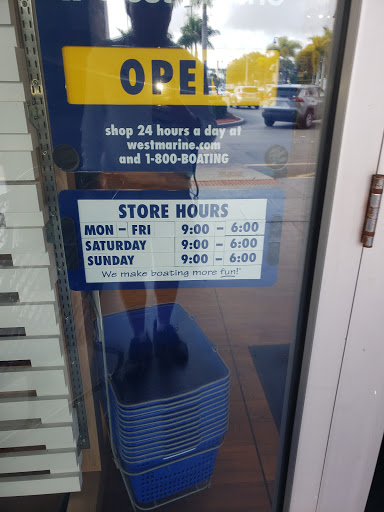 OPEN
shop 24 hours a day at
westmarine.com
and 1-800-BOATING
STORE HOURS
MON – FRI 9:00 – 6:00
SATURDAY 9:00 – 6:00
SUNDAY 9:00 – 6:00
We make boating more fun!